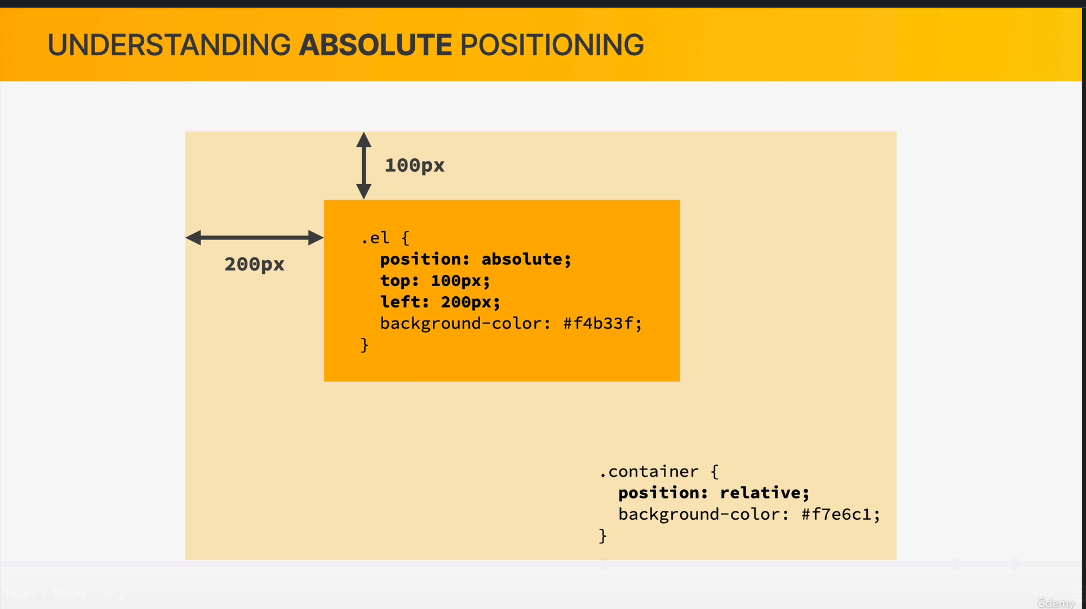 UNDERSTANDING ABSOLUTE POSITIONING
100px
200px
.el {
position: absolute;
top: 100px;
left: 200px;
background-color: #f4b33f;
}
.container {
position: relative;
background-color: #f7e6c1;
}
Udemy